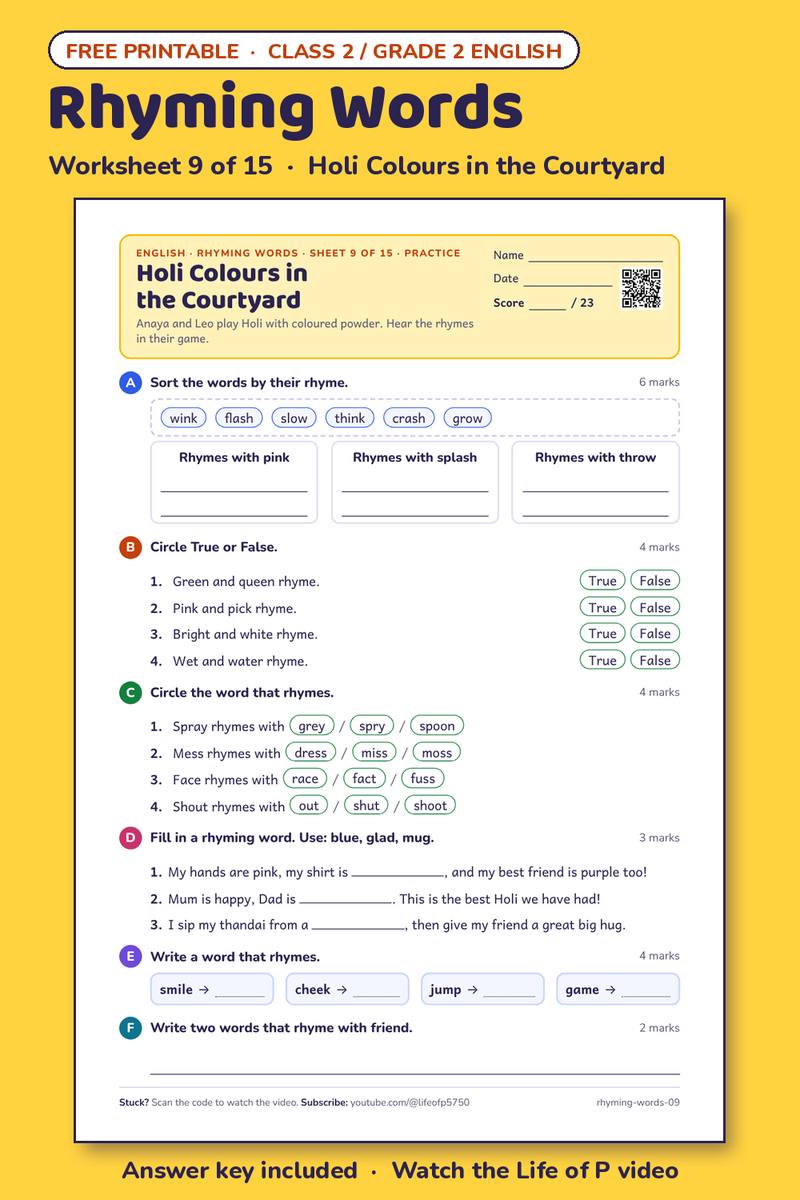 FREE PRINTABLE · CLASS 2 / GRADE 2 ENGLISH
Rhyming Words
Worksheet 9 of 15 · Holi Colours in the Courtyard
ENGLISH · RHYMING WORDS · SHEET 9 OF 15 · PRACTICE
Holi Colours in
the Courtyard
Anaya and Leo play Holi with coloured powder. Hear the rhymes
in their game.
Name ____
Date ____
Score ____ / 23
A Sort the words by their rhyme. 6 marks
wink flash slow think crash grow
Rhymes with pink Rhymes with splash Rhymes with throw
B Circle True or False. 4 marks
1. Green and queen rhyme. True False
2. Pink and pick rhyme. True False
3. Bright and white rhyme. True False
4. Wet and water rhyme. True False
C Circle the word that rhymes. 4 marks
1. Spray rhymes with grey / spry / spoon
2. Mess rhymes with dress / miss / moss
3. Face rhymes with race / fact / fuss
4. Shout rhymes with out / shut / shoot
D Fill in a rhyming word. Use: blue, glad, mug. 3 marks
1. My hands are pink, my shirt is ____, and my best friend is purple too!
2. Mum is happy, Dad is ____. This is the best Holi we have had!
3. I sip my thandai from a ____, then give my friend a great big hug.
E Write a word that rhymes. 4 marks
smile → ____ cheek → ____ jump → ____ game → ____
F Write two words that rhyme with friend. 2 marks
Stuck? Scan the code to watch the video. Subscribe: youtube.com/@lifeofp5750 rhyming-words-09
Answer key included · Watch the Life of P video